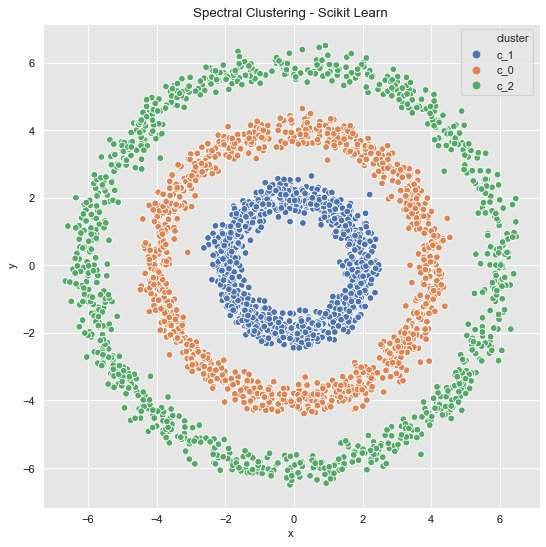 Spectral Clustering - Scikit Learn
cluster
c_1
c_0
c_2
6
4
2
0
−2
−4
−6
y
−6 −4 −2 0 2 4 6
x